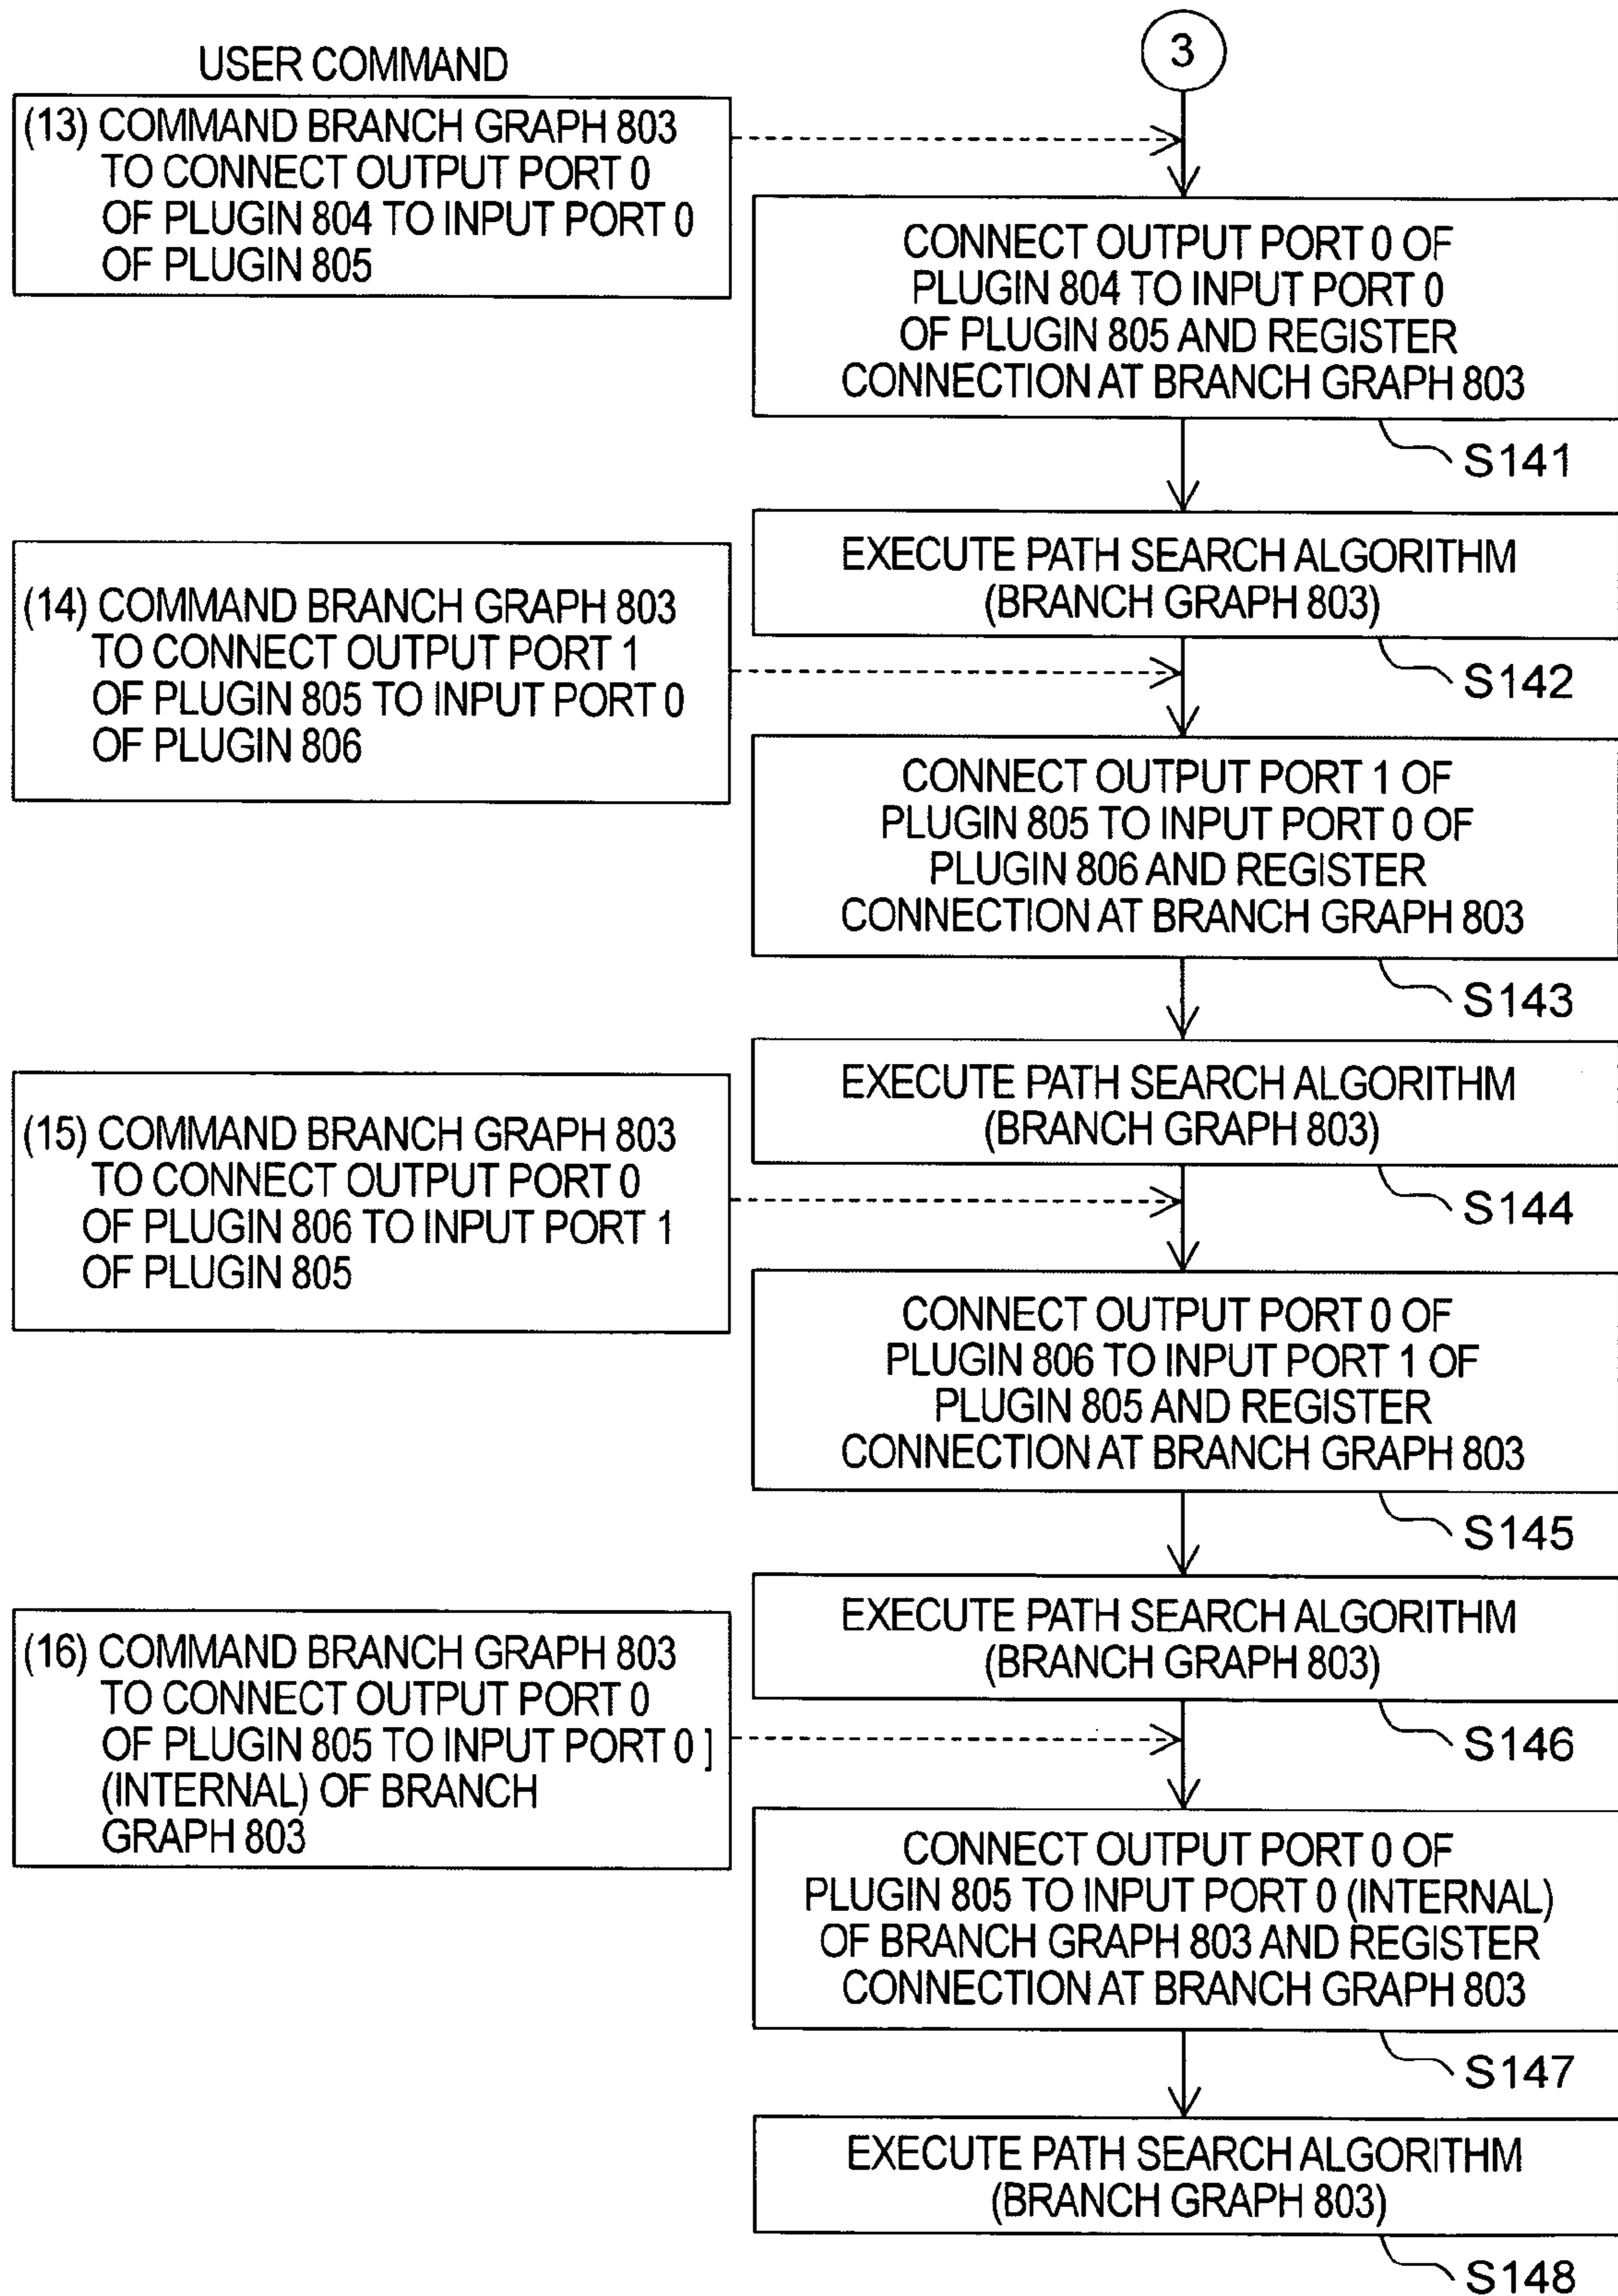 USER COMMAND
3
(13) COMMAND BRANCH GRAPH 803
TO CONNECT OUTPUT PORT 0
OF PLUGIN 804 TO INPUT PORT 0
OF PLUGIN 805
CONNECT OUTPUT PORT 0 OF
PLUGIN 804 TO INPUT PORT 0
OF PLUGIN 805 AND REGISTER
CONNECTION AT BRANCH GRAPH 803
S141
EXECUTE PATH SEARCH ALGORITHM
(BRANCH GRAPH 803)
S142
(14) COMMAND BRANCH GRAPH 803
TO CONNECT OUTPUT PORT 1
OF PLUGIN 805 TO INPUT PORT 0
OF PLUGIN 806
CONNECT OUTPUT PORT 1 OF
PLUGIN 805 TO INPUT PORT 0 OF
PLUGIN 806 AND REGISTER
CONNECTION AT BRANCH GRAPH 803
S143
EXECUTE PATH SEARCH ALGORITHM
(BRANCH GRAPH 803)
S144
(15) COMMAND BRANCH GRAPH 803
TO CONNECT OUTPUT PORT 0
OF PLUGIN 806 TO INPUT PORT 1
OF PLUGIN 805
CONNECT OUTPUT PORT 0 OF
PLUGIN 806 TO INPUT PORT 1 OF
PLUGIN 805 AND REGISTER
CONNECTION AT BRANCH GRAPH 803
S145
EXECUTE PATH SEARCH ALGORITHM
(BRANCH GRAPH 803)
S146
(16) COMMAND BRANCH GRAPH 803
TO CONNECT OUTPUT PORT 0
OF PLUGIN 805 TO INPUT PORT 0 ]
(INTERNAL) OF BRANCH
GRAPH 803
CONNECT OUTPUT PORT 0 OF
PLUGIN 805 TO INPUT PORT 0 (INTERNAL)
OF BRANCH GRAPH 803 AND REGISTER
CONNECTION AT BRANCH GRAPH 803
S147
EXECUTE PATH SEARCH ALGORITHM
(BRANCH GRAPH 803)
S148